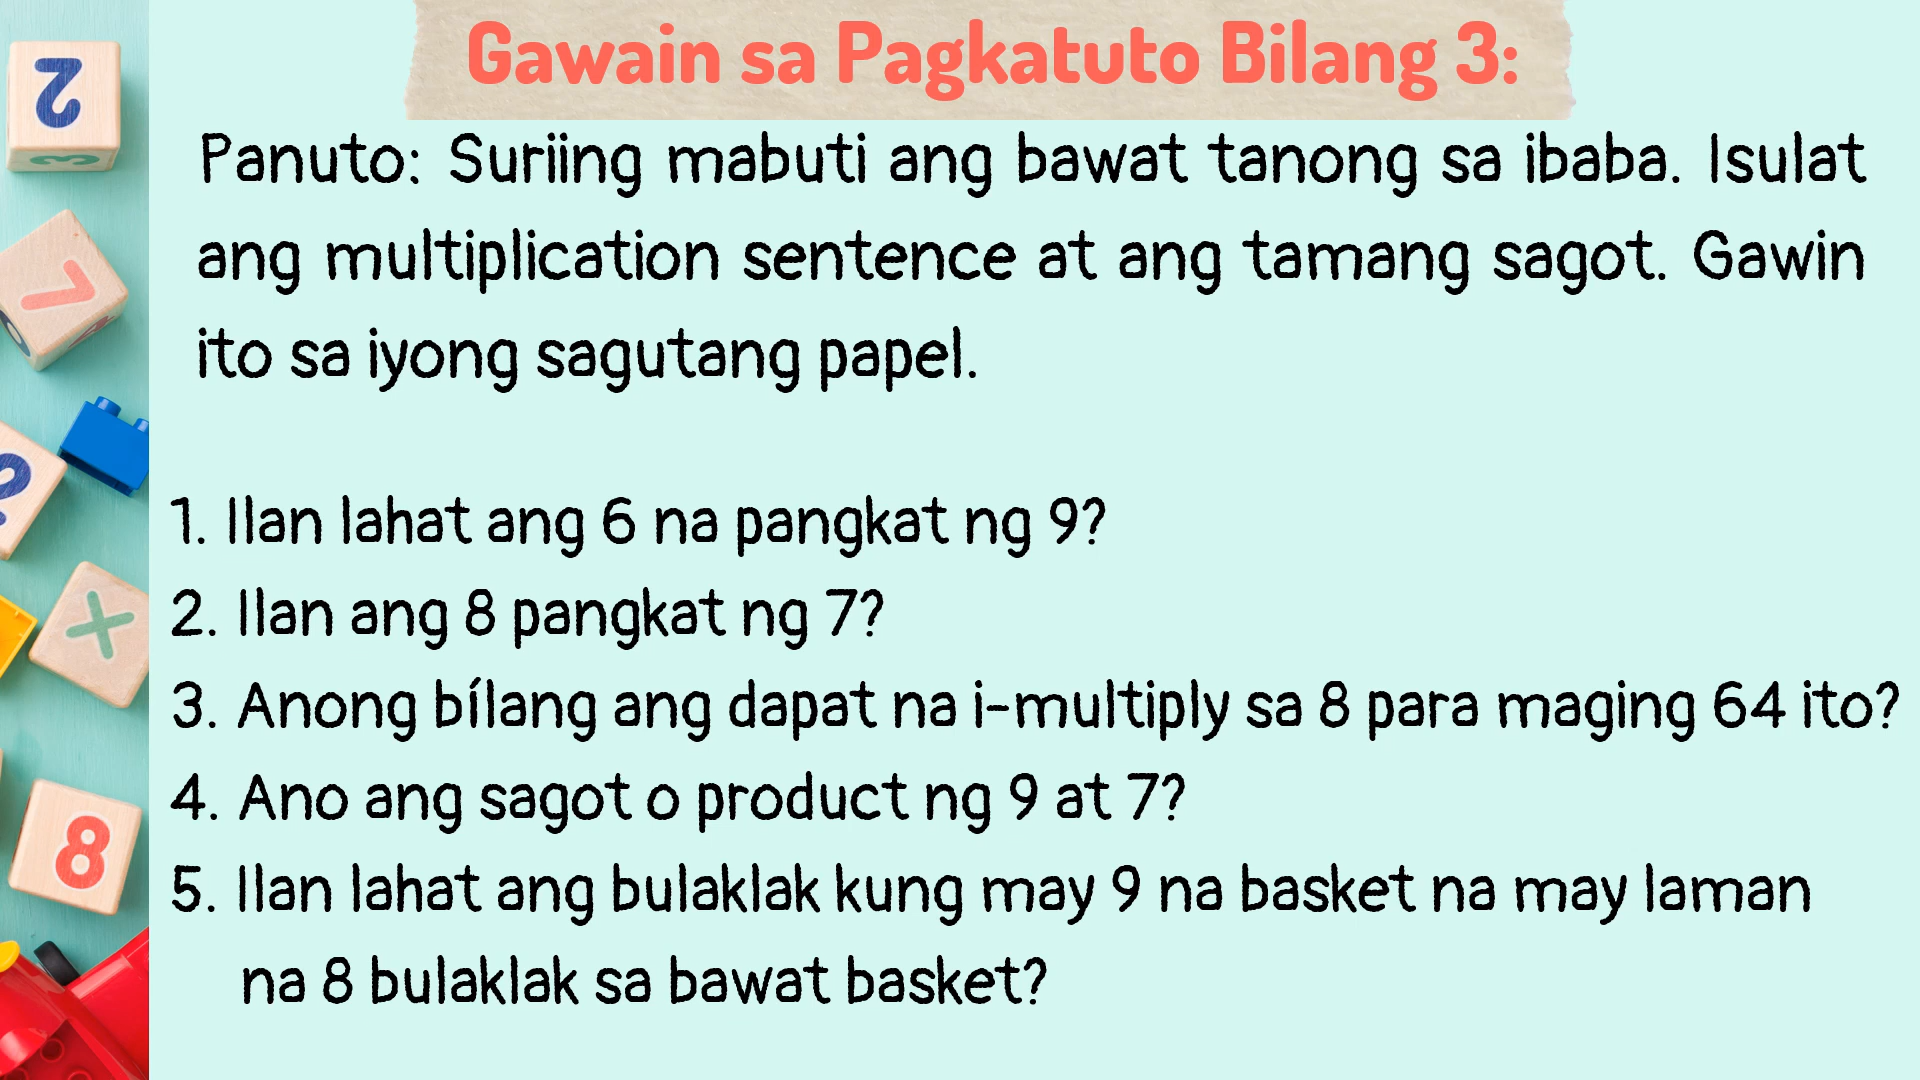 Gawain sa Pagkatuto Bilang 3:
Panuto: Suriing mabuti ang bawat tanong sa ibaba. Isulat
ang multiplication sentence at ang tamang sagot. Gawin
ito sa iyong sagutang papel.
1. Ilan lahat ang 6 na pangkat ng 9?
2. Ilan ang 8 pangkat ng 7?
3. Anong bílang ang dapat na i-multiply sa 8 para maging 64 ito?
4. Ano ang sagot o product ng 9 at 7?
5. Ilan lahat ang bulaklak kung may 9 na basket na may laman
na 8 bulaklak sa bawat basket?
2
3
7
X
8